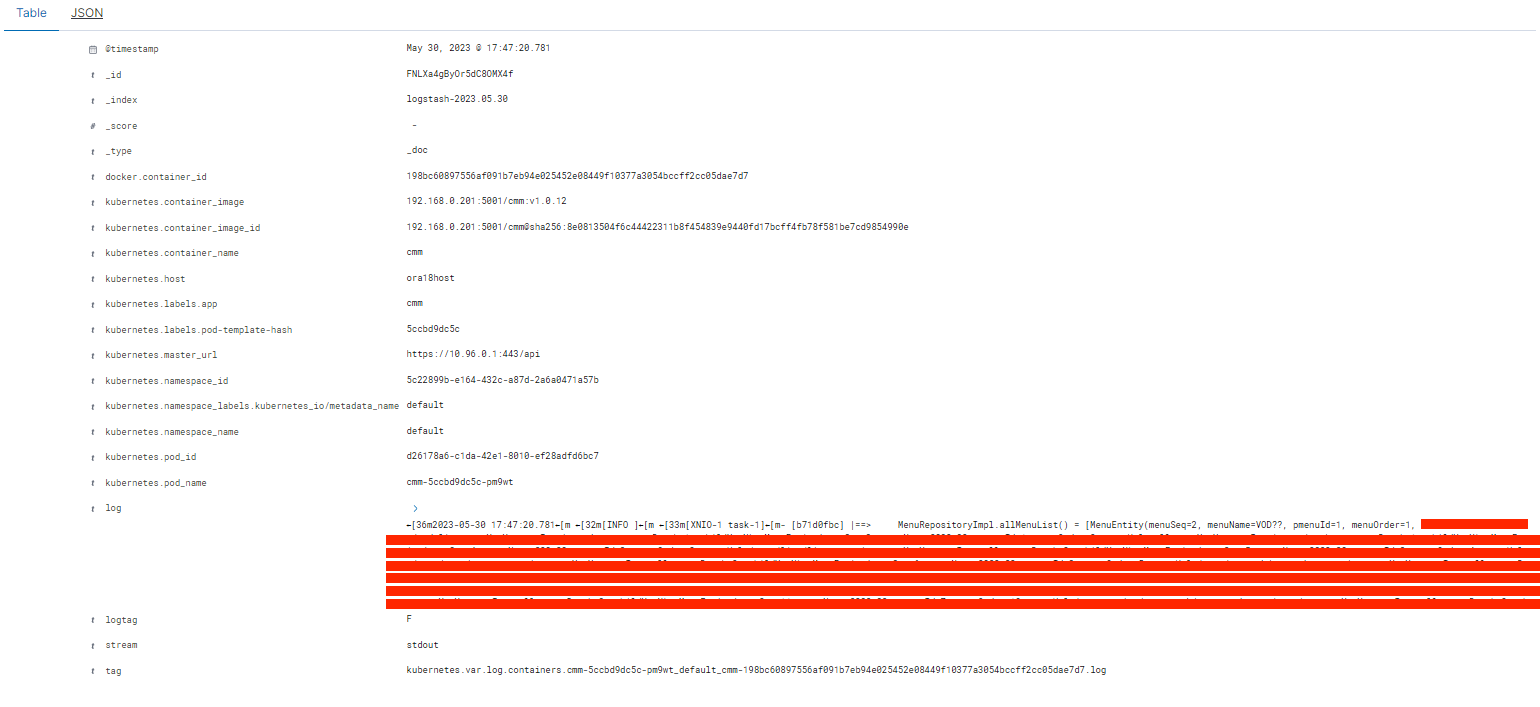 Table JSON
@timestamp May 30, 2023 @ 17:47:20.781
t _id FNLXa4gByOr5dC8OMX4f
t _index logstash-2023.05.30
# _score -
t _type _doc
t docker.container_id 198bc60897556af091b7eb94e025452e08449f10377a3054bccff2cc05dae7d7
t kubernetes.container_image 192.168.0.201:5001/cmm:v1.0.12
t kubernetes.container_image_id 192.168.0.201:5001/cmm@sha256:8e0813504f6c44422311b8f454839e9440fd17bcff4fb78f581be7cd9854990e
t kubernetes.container_name cmm
t kubernetes.host ora18host
t kubernetes.labels.app cmm
t kubernetes.labels.pod-template-hash 5ccbd9dc5c
t kubernetes.master_url https://10.96.0.1:443/api
t kubernetes.namespace_id 5c22899b-e164-432c-a87d-2a6a0471a57b
t kubernetes.namespace_labels.kubernetes_io/metadata_name default
t kubernetes.namespace_name default
t kubernetes.pod_id d26178a6-c1da-42e1-8010-ef28adfd6bc7
t kubernetes.pod_name cmm-5ccbd9dc5c-pm9wt
t log
←[36m2023-05-30 17:47:20.781←[m ←[32m[INFO ]←[m ←[33m[XNIO-1 task-1]←[m- [b71d0fbc] |==> MenuRepositoryImpl.allMenuList() = [MenuEntity(menuSeq=2, menuName=VOD??, pmenuId=1, menuOrder=1,
t logtag F
t stream stdout
t tag kubernetes.var.log.containers.cmm-5ccbd9dc5c-pm9wt_default_cmm-198bc60897556af091b7eb94e025452e08449f10377a3054bccff2cc05dae7d7.log